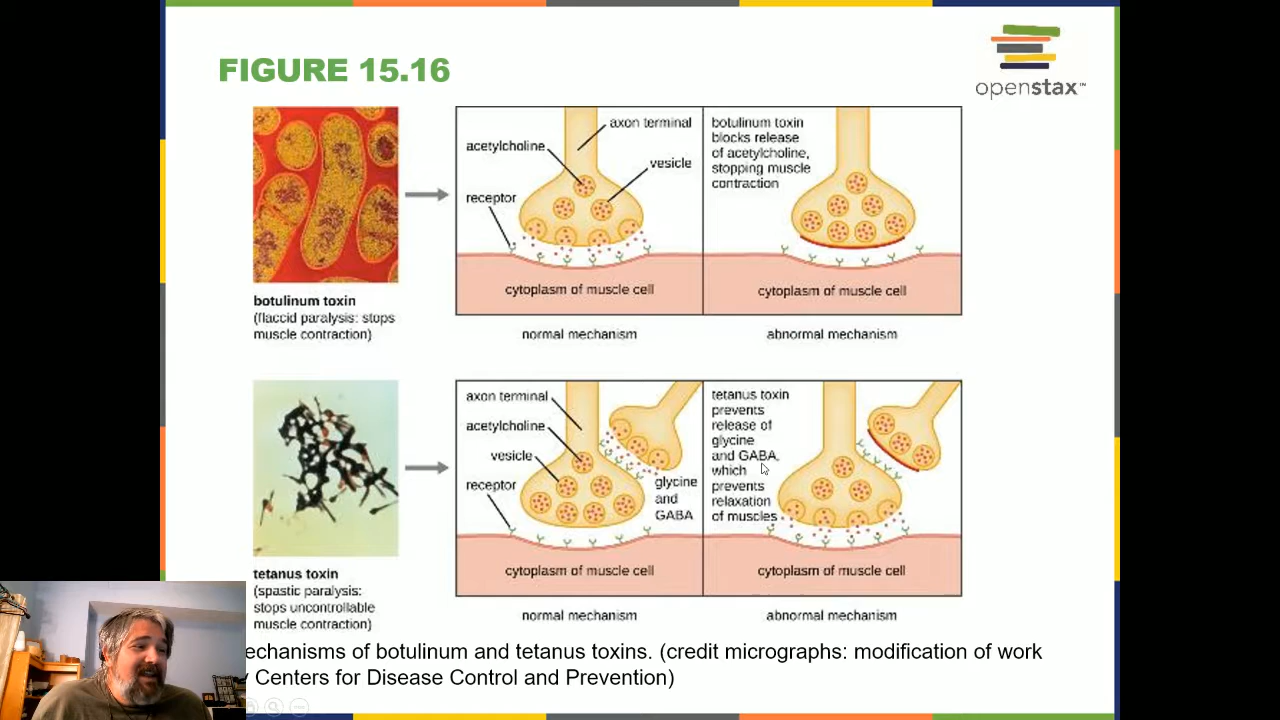 FIGURE 15.16
openstax™
axon terminal
acetylcholine
vesicle
receptor
cytoplasm of muscle cell
normal mechanism
botulinum toxin
blocks release
of acetylcholine,
stopping muscle
contraction
cytoplasm of muscle cell
abnormal mechanism
botulinum toxin
(flaccid paralysis: stops
muscle contraction)
axon terminal
acetylcholine
vesicle
receptor
glycine
and
GABA
cytoplasm of muscle cell
normal mechanism
tetanus toxin
prevents
release of
glycine
and GABA,
which
prevents
relaxation
of muscles
cytoplasm of muscle cell
abnormal mechanism
tetanus toxin
(spastic paralysis:
stops uncontrollable
muscle contraction)
echanisms of botulinum and tetanus toxins. (credit micrographs: modification of work
Centers for Disease Control and Prevention)